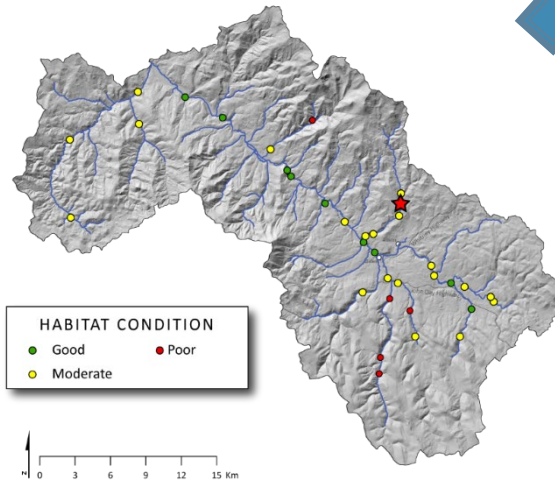 HABITAT CONDITION
Good
Poor
Moderate
N
0 3 6 9 12 15 Km